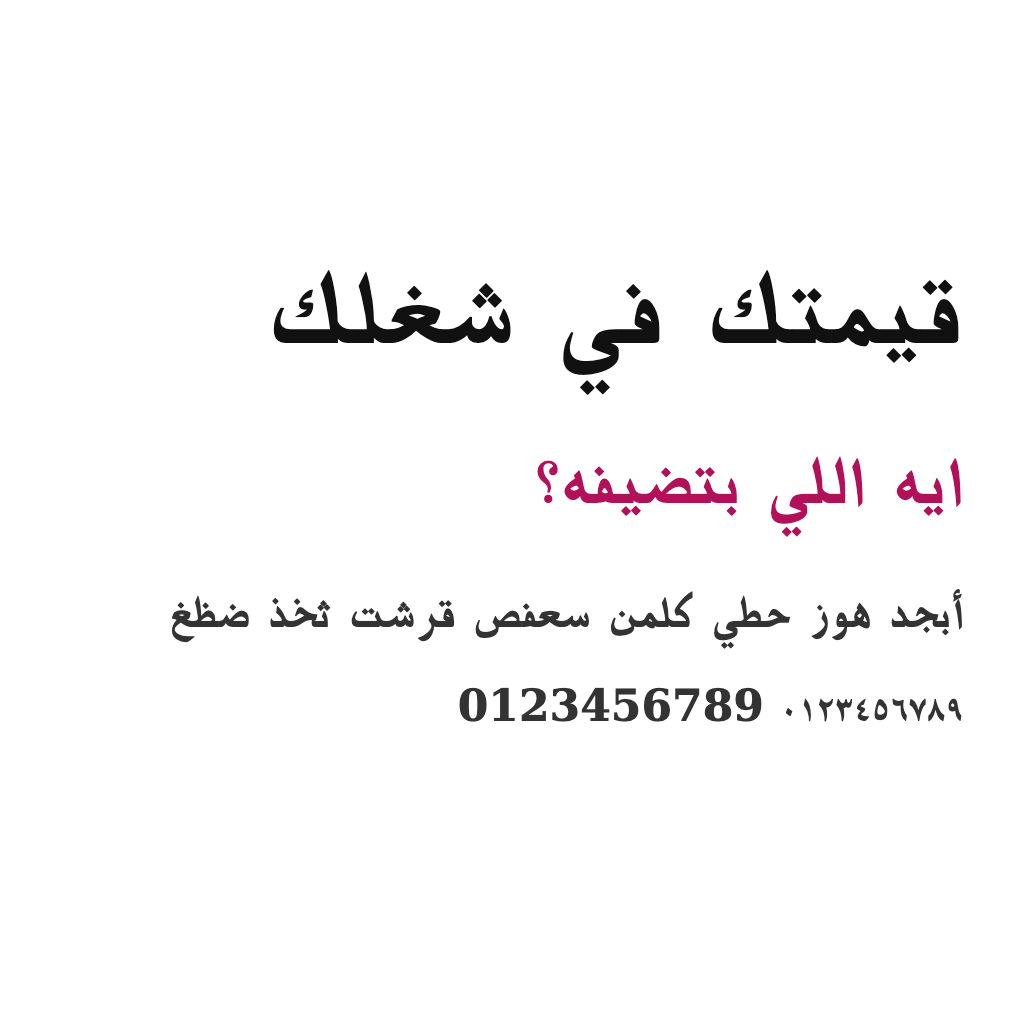 قيمتك في شغلك
ايه اللي بتضيفه؟
أبجد هوز حطي كلمن سعفص قرشت ثخذ ضظغ
٠١٢٣٤٥٦٧٨٩ 0123456789